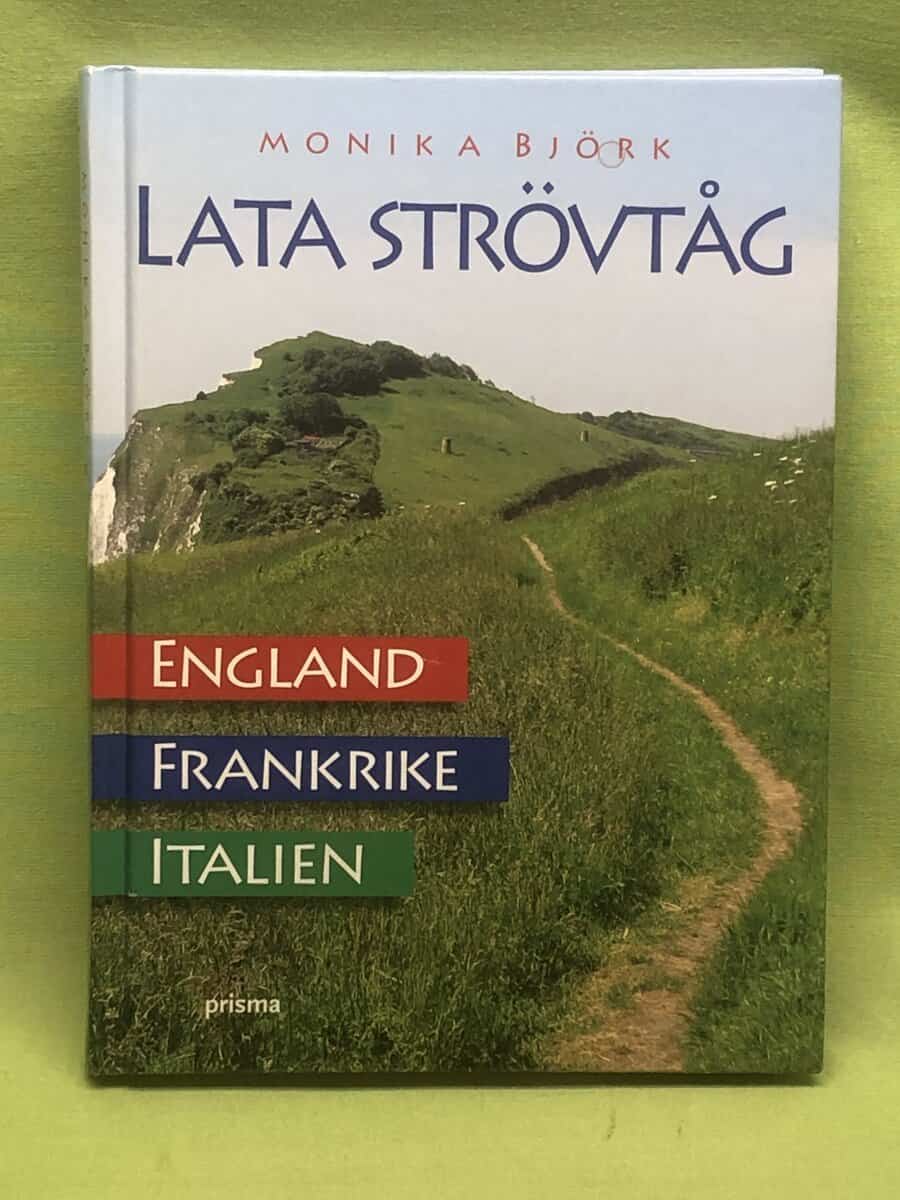 MONIKA BJÖRK
LATA STRÖVTÅG
ENGLAND
FRANKRIKE
ITALIEN
prisma